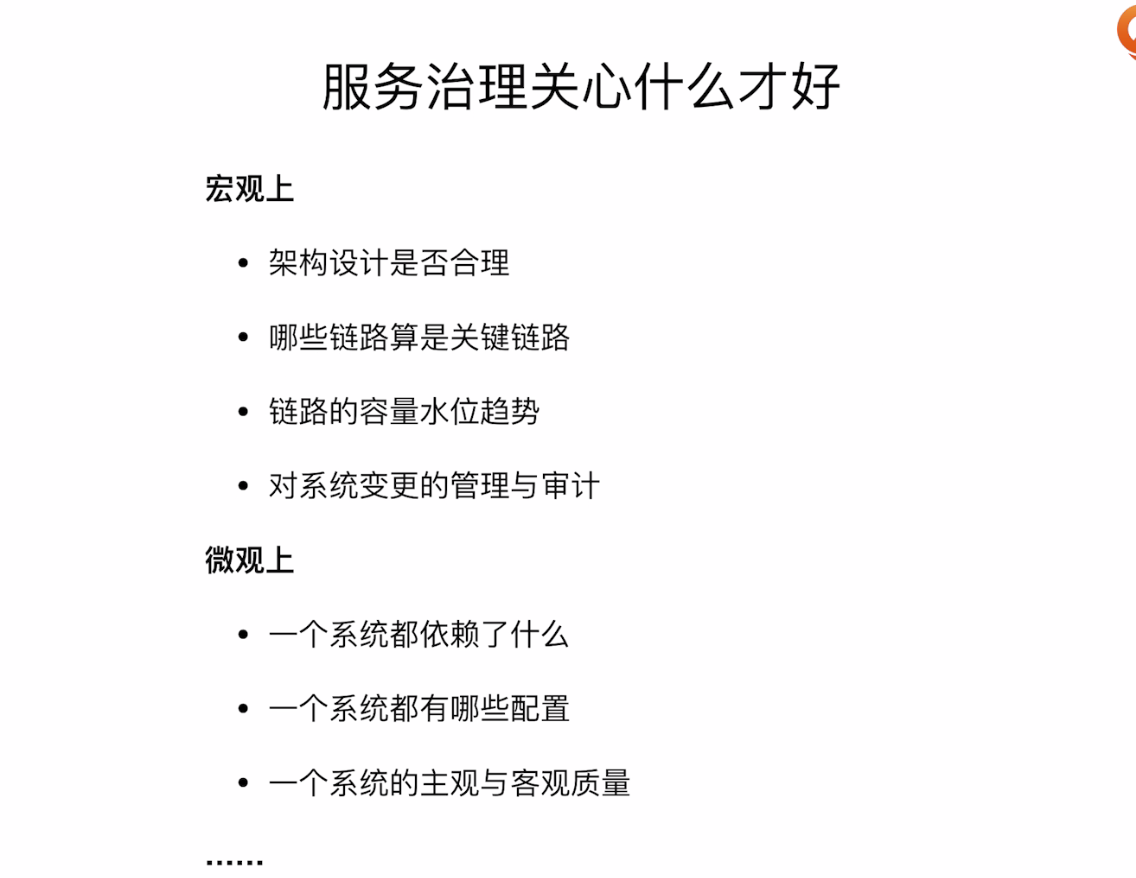 服务治理关心什么才好
宏观上
• 架构设计是否合理
• 哪些链路算是关键链路
• 链路的容量水位趋势
• 对系统变更的管理与审计
微观上
• 一个系统都依赖了什么
• 一个系统都有哪些配置
• 一个系统的主观与客观质量
......